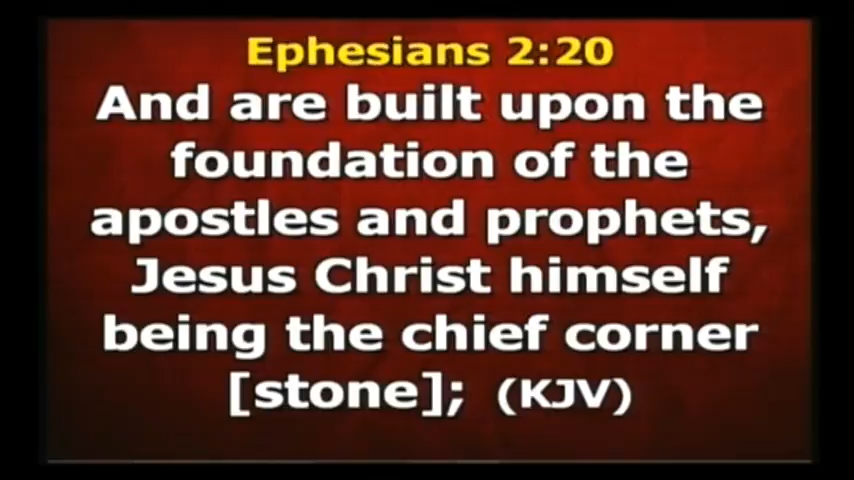 Ephesians 2:20
And are built upon the
foundation of the
apostles and prophets,
Jesus Christ himself
being the chief corner
[stone]; (KJV)